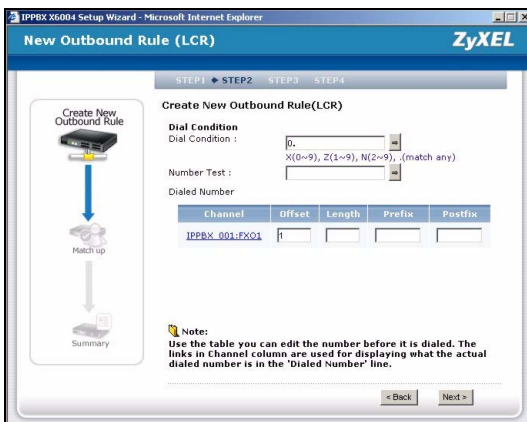 IPPBX X6004 Setup Wizard - Microsoft Internet Explorer
New Outbound Rule (LCR)
ZyXEL
STEP1 STEP2 STEP3 STEP4
Create New Outbound Rule
Match up
Summary
Create New Outbound Rule(LCR)
Dial Condition
Dial Condition :
0.
X(0~9), Z(1~9), N(2~9), .(match any)
Number Test :
Dialed Number
Channel Offset Length Prefix Postfix
IPPBX_001:FXO1 1
Note:
Use the table you can edit the number before it is dialed. The
links in Channel column are used for displaying what the actual
dialed number is in the 'Dialed Number' line.
< Back Next >